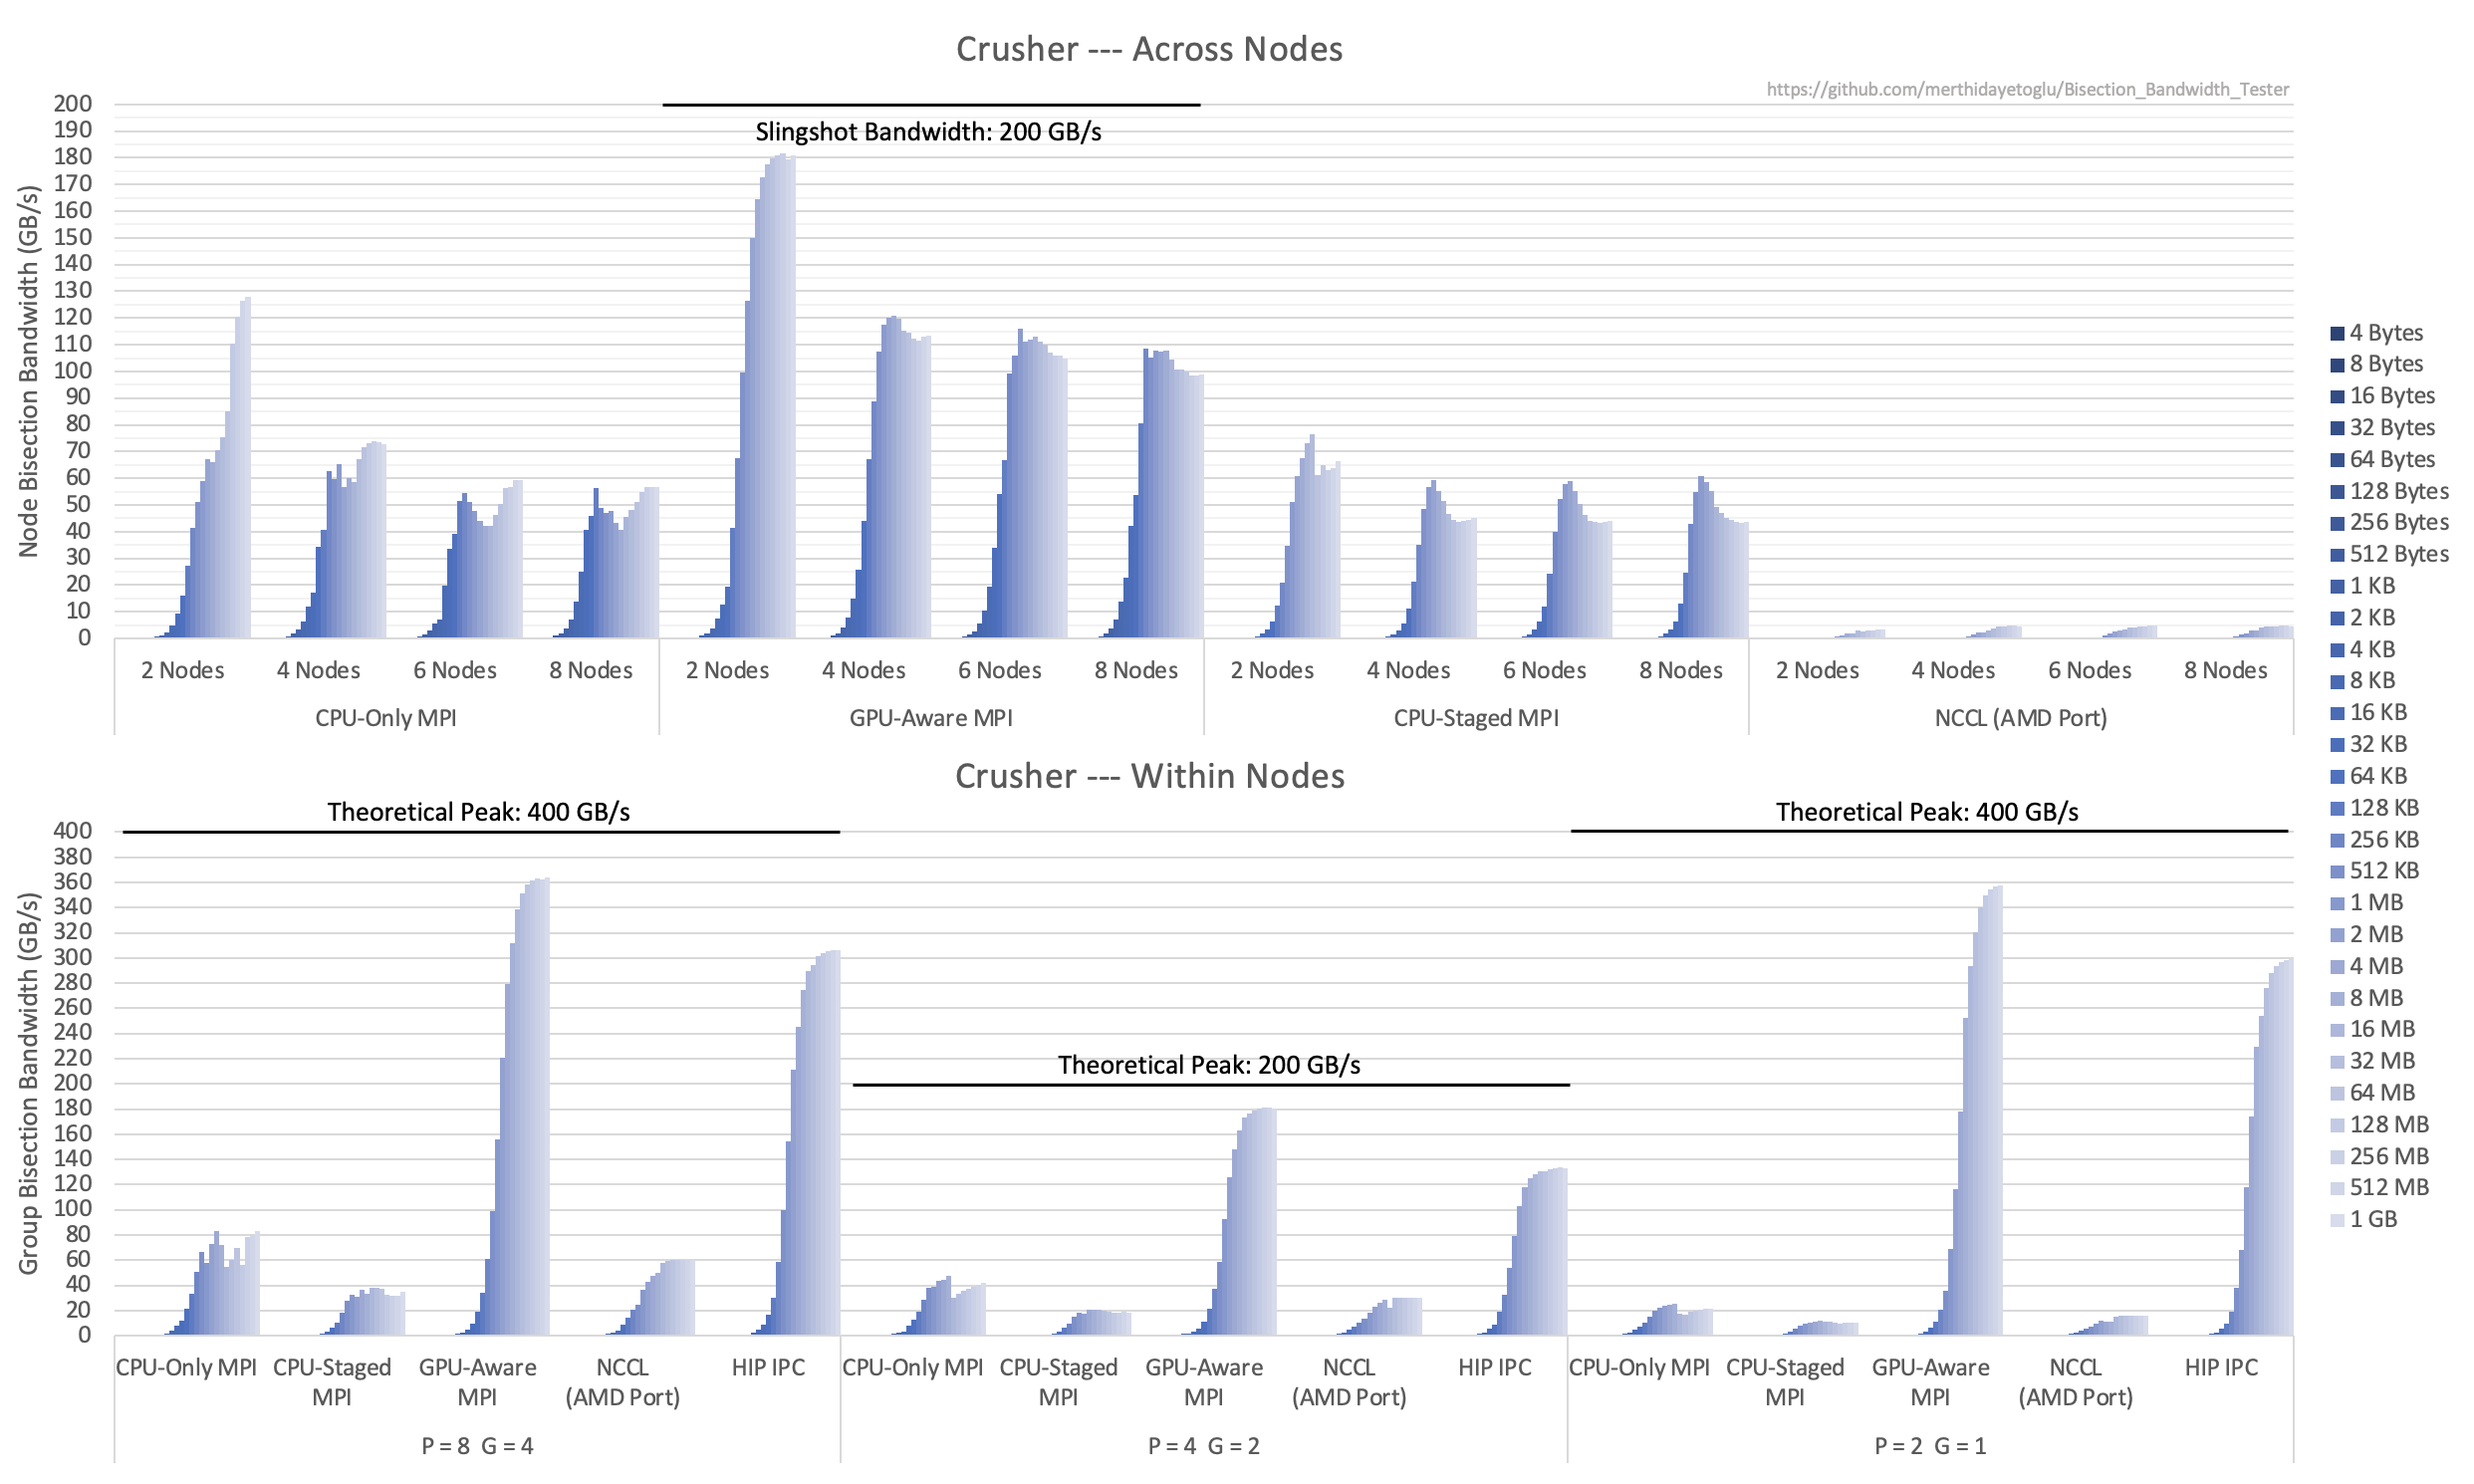 Crusher --- Across Nodes
https://github.com/merthidayetoglu/Bisection_Bandwidth_Tester
Slingshot Bandwidth: 200 GB/s
Node Bisection Bandwidth (GB/s)
200
190
180
170
160
150
140
130
120
110
100
90
80
70
60
50
40
30
20
10
0
2 Nodes 4 Nodes 6 Nodes 8 Nodes 2 Nodes 4 Nodes 6 Nodes 8 Nodes 2 Nodes 4 Nodes 6 Nodes 8 Nodes 2 Nodes 4 Nodes 6 Nodes 8 Nodes
CPU-Only MPI GPU-Aware MPI CPU-Staged MPI NCCL (AMD Port)
4 Bytes
8 Bytes
16 Bytes
32 Bytes
64 Bytes
128 Bytes
256 Bytes
512 Bytes
1 KB
2 KB
4 KB
8 KB
16 KB
32 KB
64 KB
128 KB
256 KB
512 KB
1 MB
2 MB
4 MB
8 MB
16 MB
32 MB
64 MB
128 MB
256 MB
512 MB
1 GB
Crusher --- Within Nodes
Theoretical Peak: 400 GB/s
Theoretical Peak: 400 GB/s
Theoretical Peak: 200 GB/s
Group Bisection Bandwidth (GB/s)
400
380
360
340
320
300
280
260
240
220
200
180
160
140
120
100
80
60
40
20
0
CPU-Only MPI CPU-Staged GPU-Aware NCCL HIP IPC CPU-Only MPI CPU-Staged GPU-Aware NCCL HIP IPC CPU-Only MPI CPU-Staged GPU-Aware NCCL HIP IPC
MPI MPI (AMD Port) MPI MPI (AMD Port) MPI MPI (AMD Port)
P = 8 G = 4 P = 4 G = 2 P = 2 G = 1